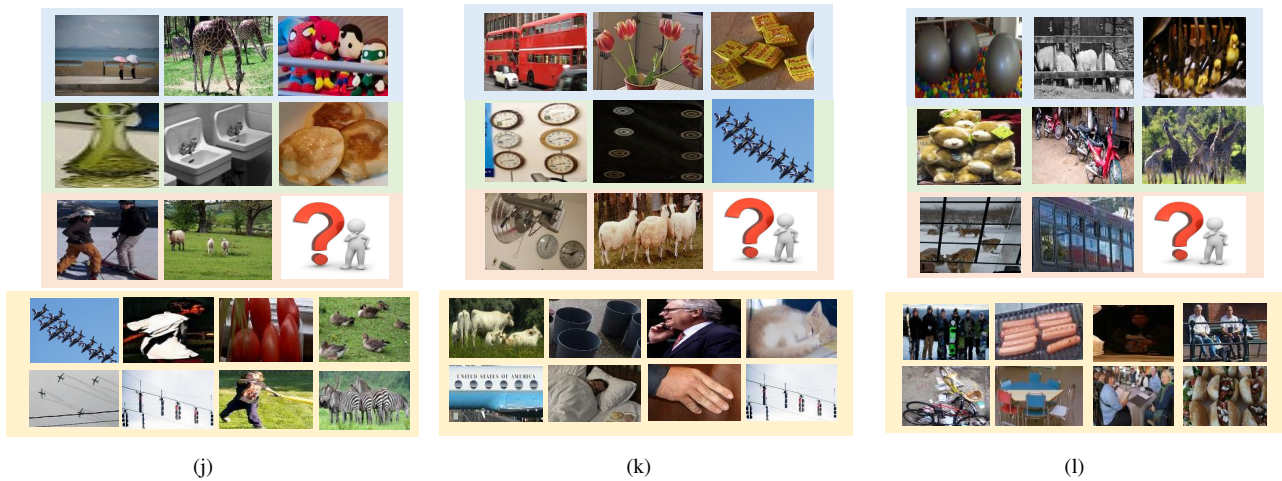 UNITED STATES OF AMERICA
(j)
(k)
(l)